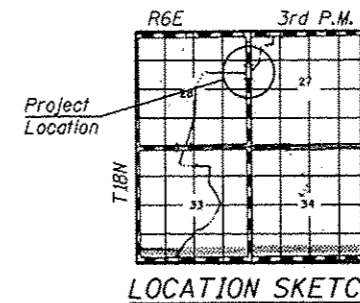 R6E 3rd P.M.
27
28
Project
Location
T18N
33 34
LOCATION SKETC